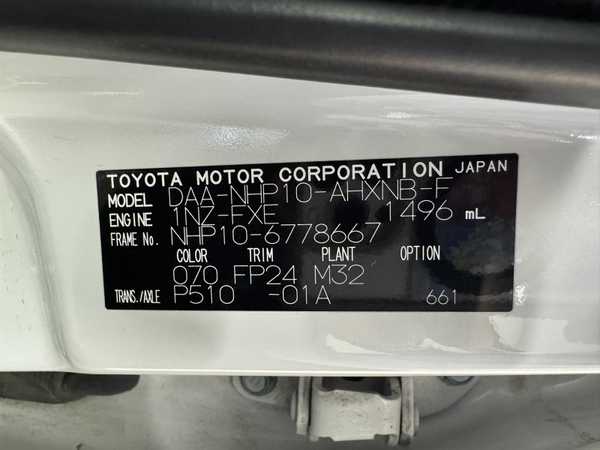 TOYOTA MOTOR CORPORATION JAPAN
MODEL DAA-NHP10-AHXNB-F
ENGINE 1NZ-FXE 1496 mL
FRAME No. NHP10-6778667
COLOR TRIM PLANT OPTION
070 FP24 M32
TRANS./AXLE P510 -01A 661